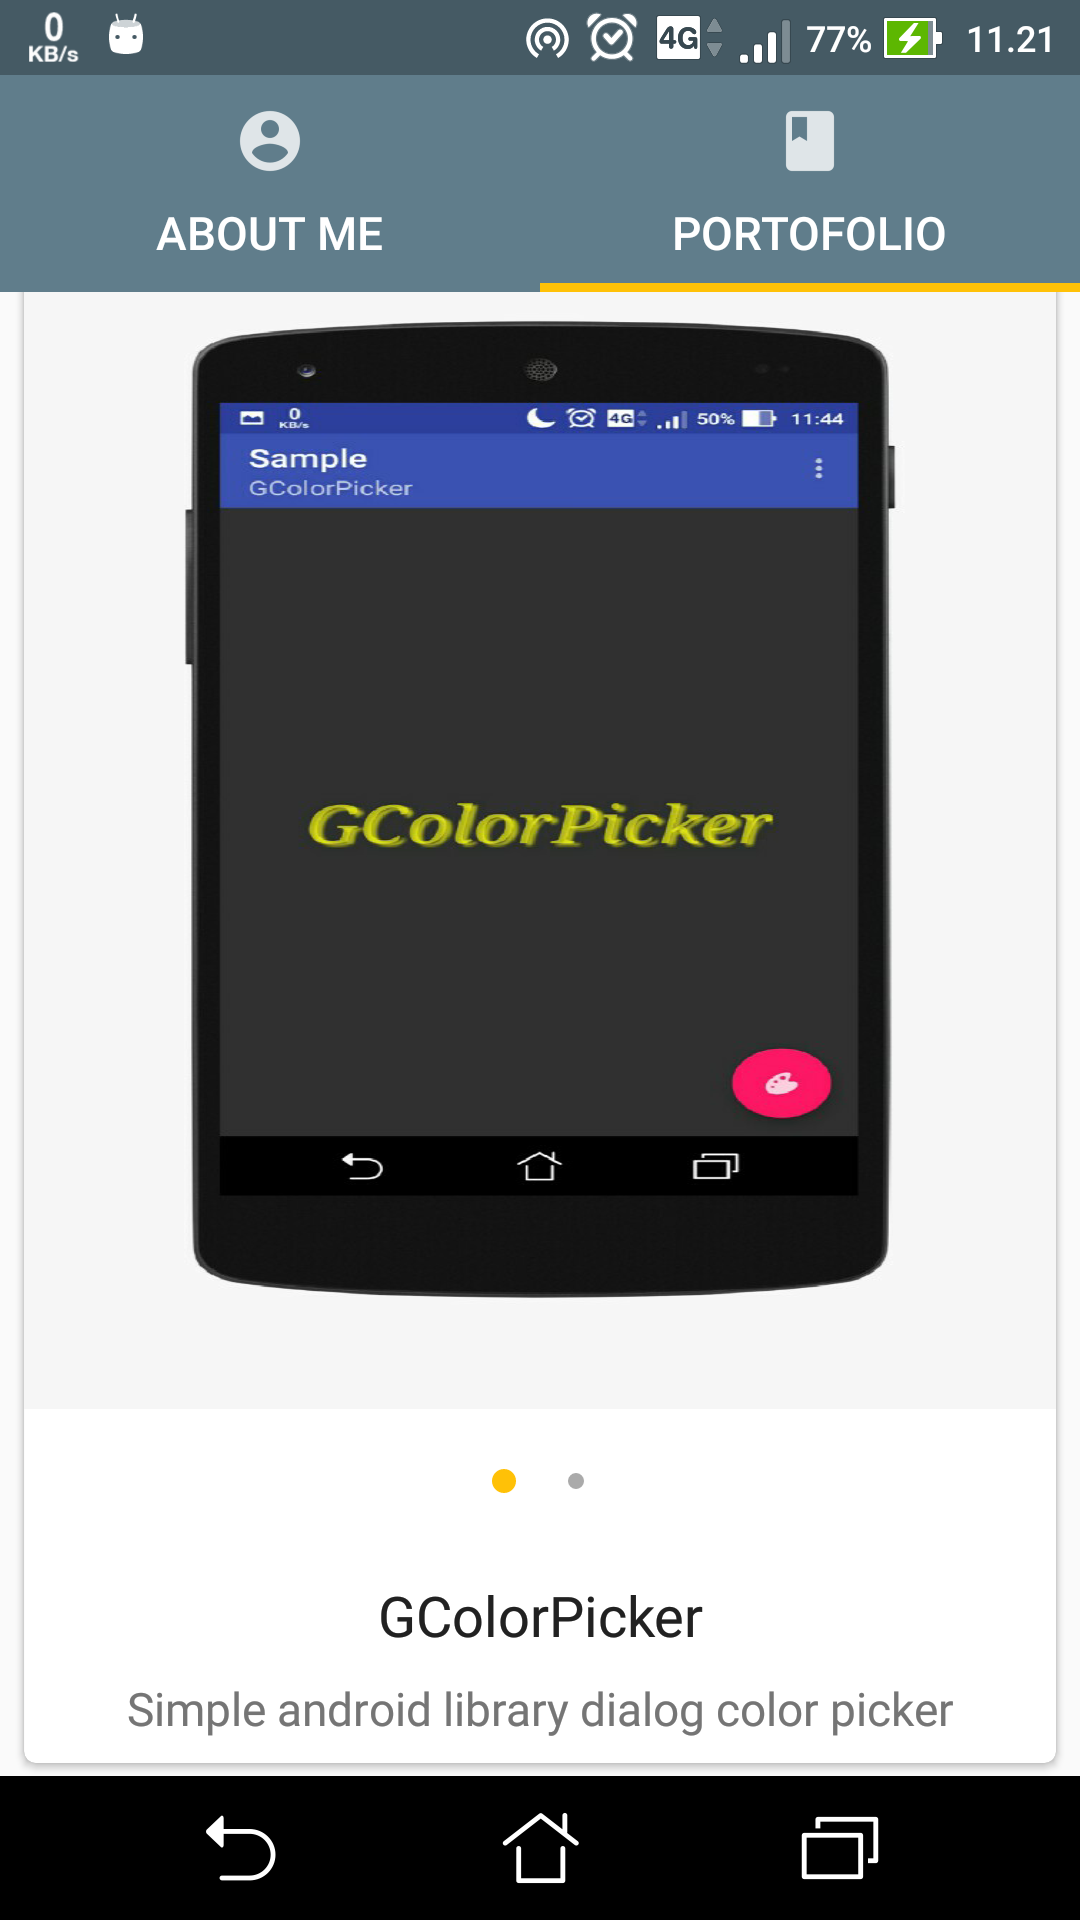 0
KB/s
4G
77%
11.21
ABOUT ME
PORTOFOLIO
0
KB/s
4G
50%
11:44
Sample
GColorPicker
GColorPicker
GColorPicker
Simple android library dialog color picker